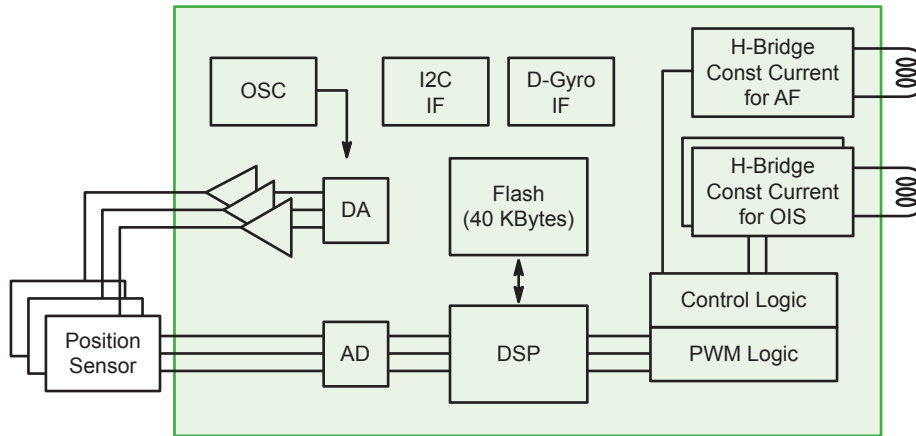 OSC
I2C
IF
D-Gyro
IF
H-Bridge
Const Current
for AF
DA
Flash
(40 KBytes)
H-Bridge
Const Current
for OIS
Position
Sensor
AD
DSP
Control Logic
PWM Logic